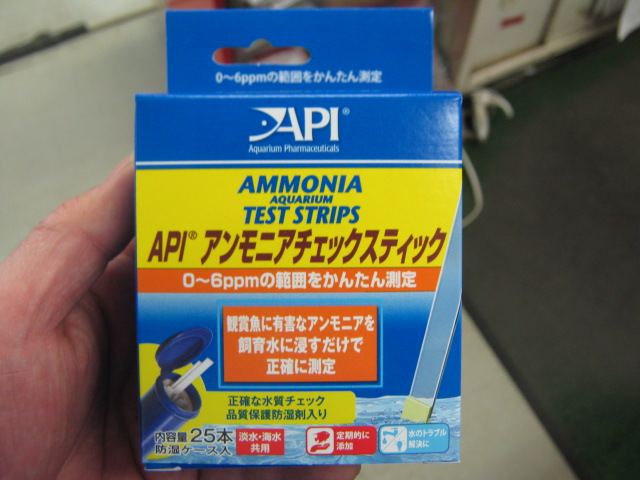 0～6ppmの範囲をかんたん測定
API®
Aquarium Pharmaceuticals
AMMONIA
AQUARIUM
TEST STRIPS
API® アンモニアチェックスティック
0～6ppmの範囲をかんたん測定
観賞魚に有害なアンモニアを
飼育水に浸すだけで
正確に測定
正確な水質チェック
品質保護防湿剤入り
内容量25本
防湿ケース入
淡水・海水
共用
定期的に
添加
水のトラブル
解決に